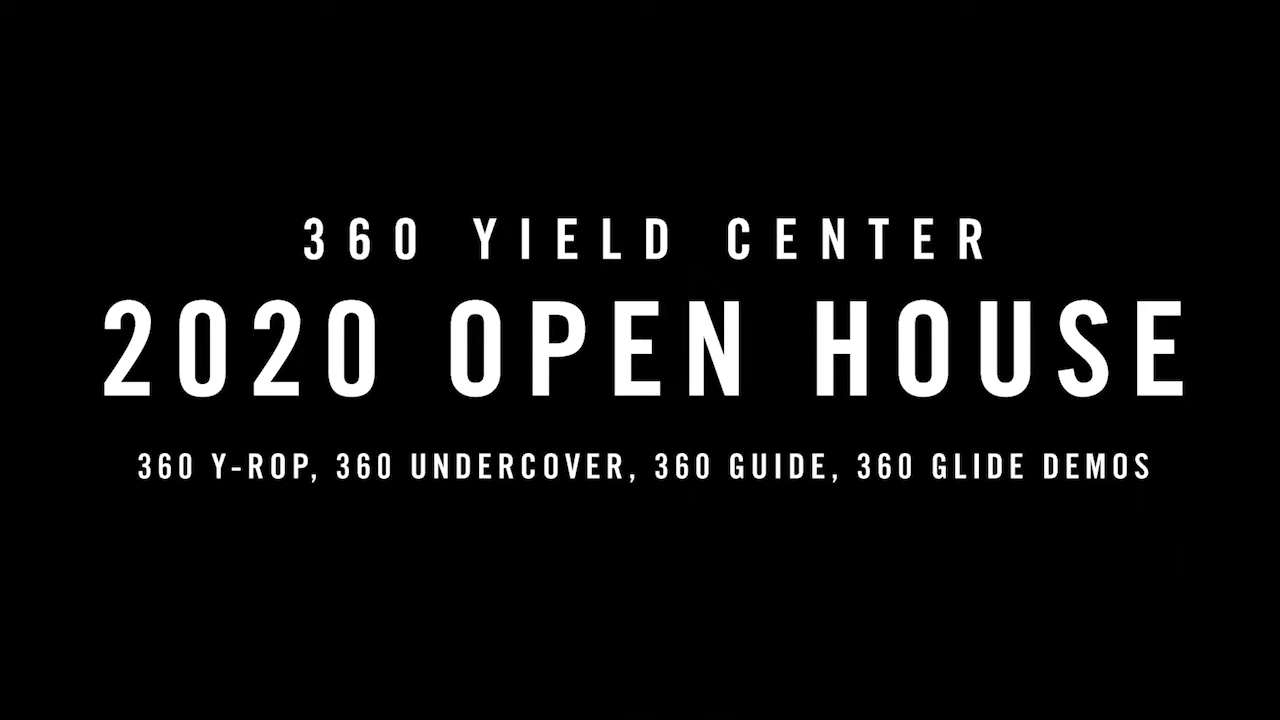 360 YIELD CENTER
2020 OPEN HOUSE
360 Y-ROP, 360 UNDERCOVER, 360 GUIDE, 360 GLIDE DEMOS